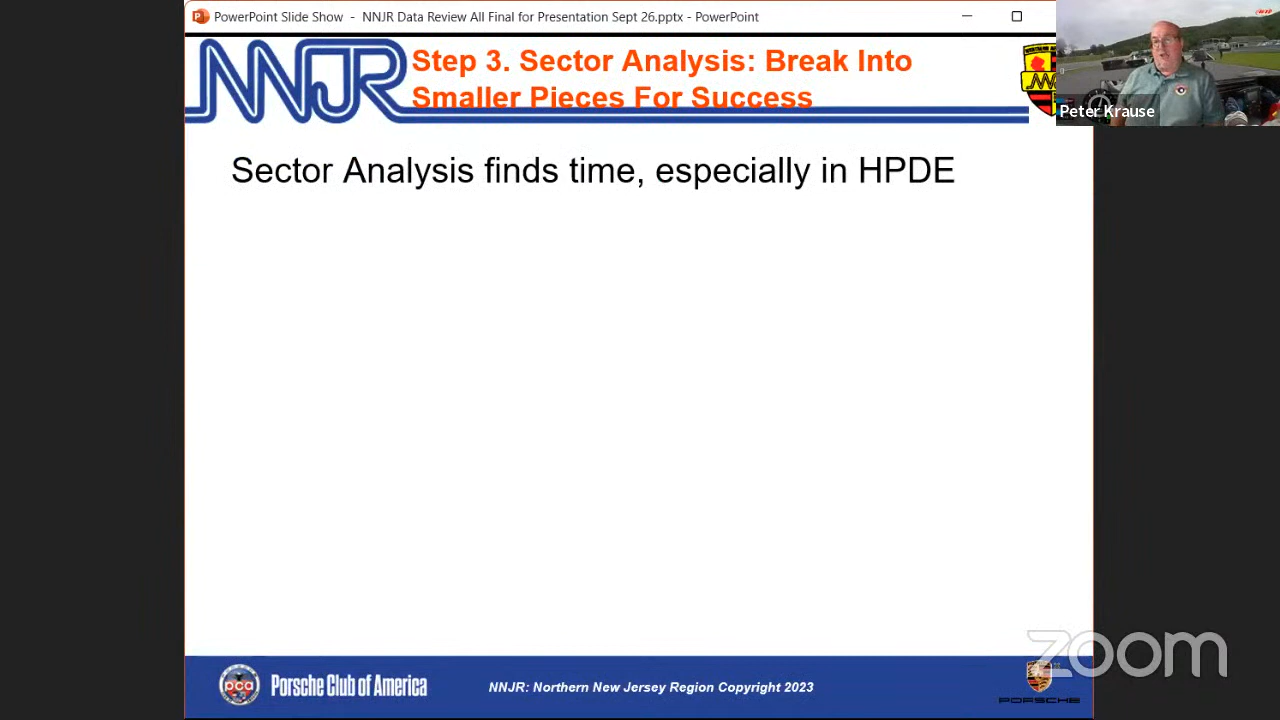 PowerPoint Slide Show - NNJR Data Review All Final for Presentation Sept 26.pptx - PowerPoint
NNJR
Step 3. Sector Analysis: Break Into
Smaller Pieces For Success
Peter Krause
Sector Analysis finds time, especially in HPDE
zoom
pca
Porsche Club of America
NNJR: Northern New Jersey Region Copyright 2023
PORSCHE